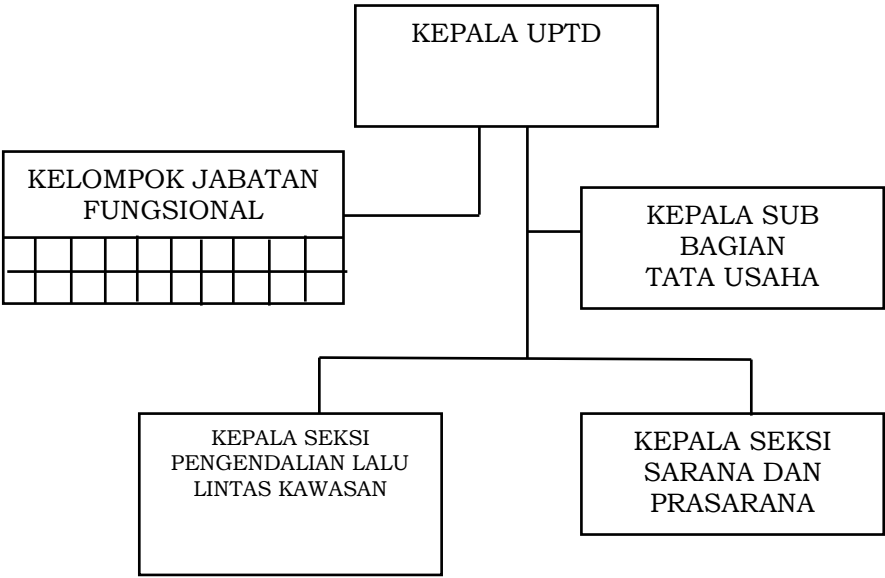 KEPALA UPTD
KELOMPOK JABATAN
FUNGSIONAL
KEPALA SUB
BAGIAN
TATA USAHA
KEPALA SEKSI
PENGENDALIAN LALU
LINTAS KAWASAN
KEPALA SEKSI
SARANA DAN
PRASARANA